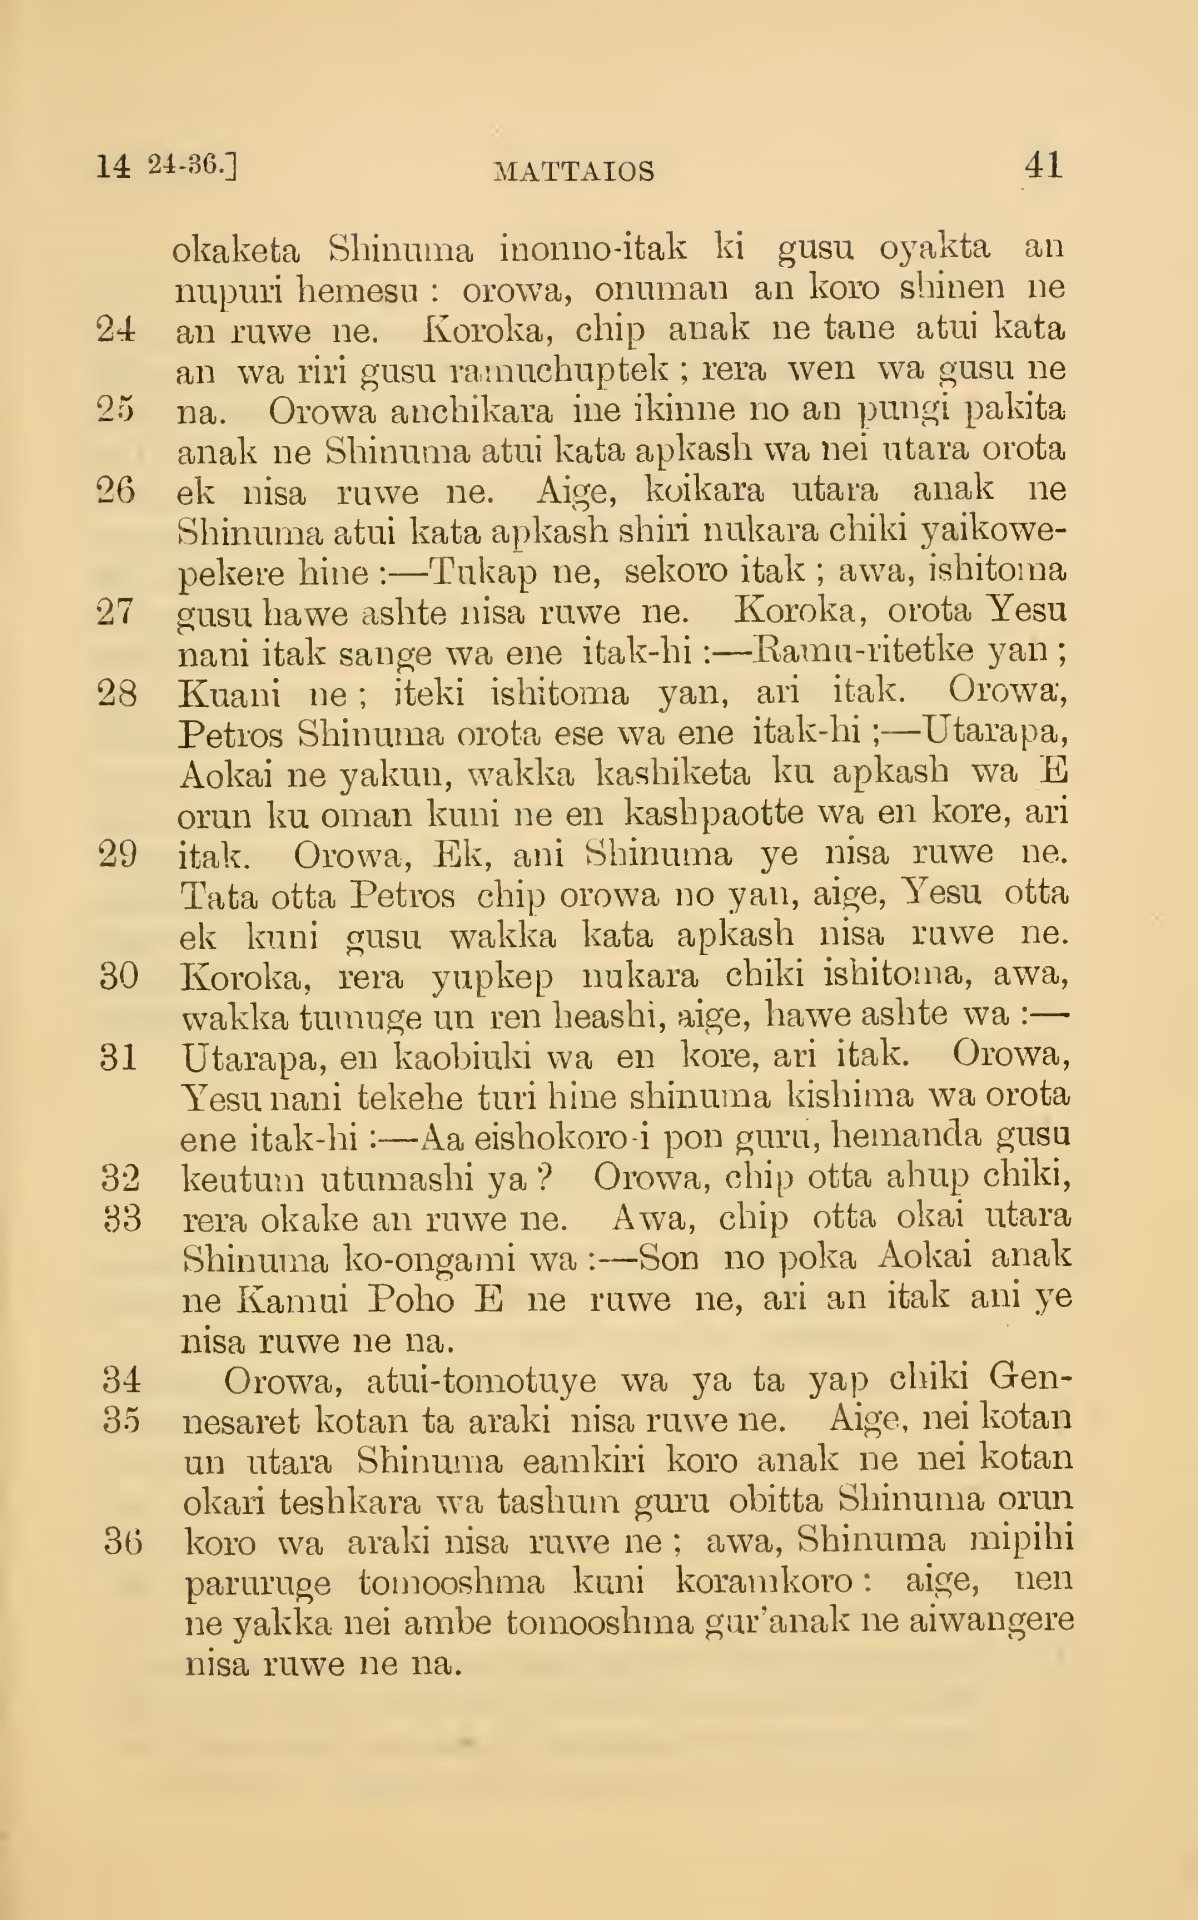 14 24-36.] MATTAIOS 41
okaketa Shinuma inonno-itak ki gusu oyakta an
nupuri hemesu : orowa, onuman an koro shinen ne
24 an ruwe ne. Koroka, chip anak ne tane atui kata
an wa riri gusu ramuchuptek ; rera wen wa gusu ne
25 na. Orowa anchikara ine ikinne no an pungi pakita
anak ne Shinuma atui kata apkash wa nei utara orota
26 ek nisa ruwe ne. Aige, koikara utara anak ne
Shinuma atui kata apkash shiri nukara chiki yaikowe-
pekere hine :—Tukap ne, sekoro itak ; awa, ishitoma
27 gusu hawe ashte nisa ruwe ne. Koroka, orota Yesu
nani itak sange wa ene itak-hi :—Ramu-ritetke yan ;
28 Kuani ne ; iteki ishitoma yan, ari itak. Orowa,
Petros Shinuma orota ese wa ene itak-hi ;—Utarapa,
Aokai ne yakun, wakka kashiketa ku apkash wa E
orun ku oman kuni ne en kashpaotte wa en kore, ari
29 itak. Orowa, Ek, ani Shinuma ye nisa ruwe ne.
Tata otta Petros chip orowa no yan, aige, Yesu otta
ek kuni gusu wakka kata apkash nisa ruwe ne.
30 Koroka, rera yupkep nukara chiki ishitoma, awa,
wakka tumuge un ren heashi, aige, hawe ashte wa :—
31 Utarapa, en kaobiuki wa en kore, ari itak. Orowa,
Yesu nani tekehe turi hine shinuma kishima wa orota
ene itak-hi :—Aa eishokoro-i pon guru, hemanda gusu
32 keutum utumashi ya ? Orowa, chip otta ahup chiki,
33 rera okake an ruwe ne. Awa, chip otta okai utara
Shinuma ko-ongami wa :—Son no poka Aokai anak
ne Kamui Poho E ne ruwe ne, ari an itak ani ye
nisa ruwe ne na.
34 Orowa, atui-tomotuye wa ya ta yap chiki Gen-
35 nesaret kotan ta araki nisa ruwe ne. Aige, nei kotan
un utara Shinuma eamkiri koro anak ne nei kotan
okari teshkara wa tashum guru obitta Shinuma orun
36 koro wa araki nisa ruwe ne ; awa, Shinuma mipihi
paruruge tomooshma kuni koramkoro : aige, nen
ne yakka nei ambe tomooshma gur'anak ne aiwangere
nisa ruwe ne na.